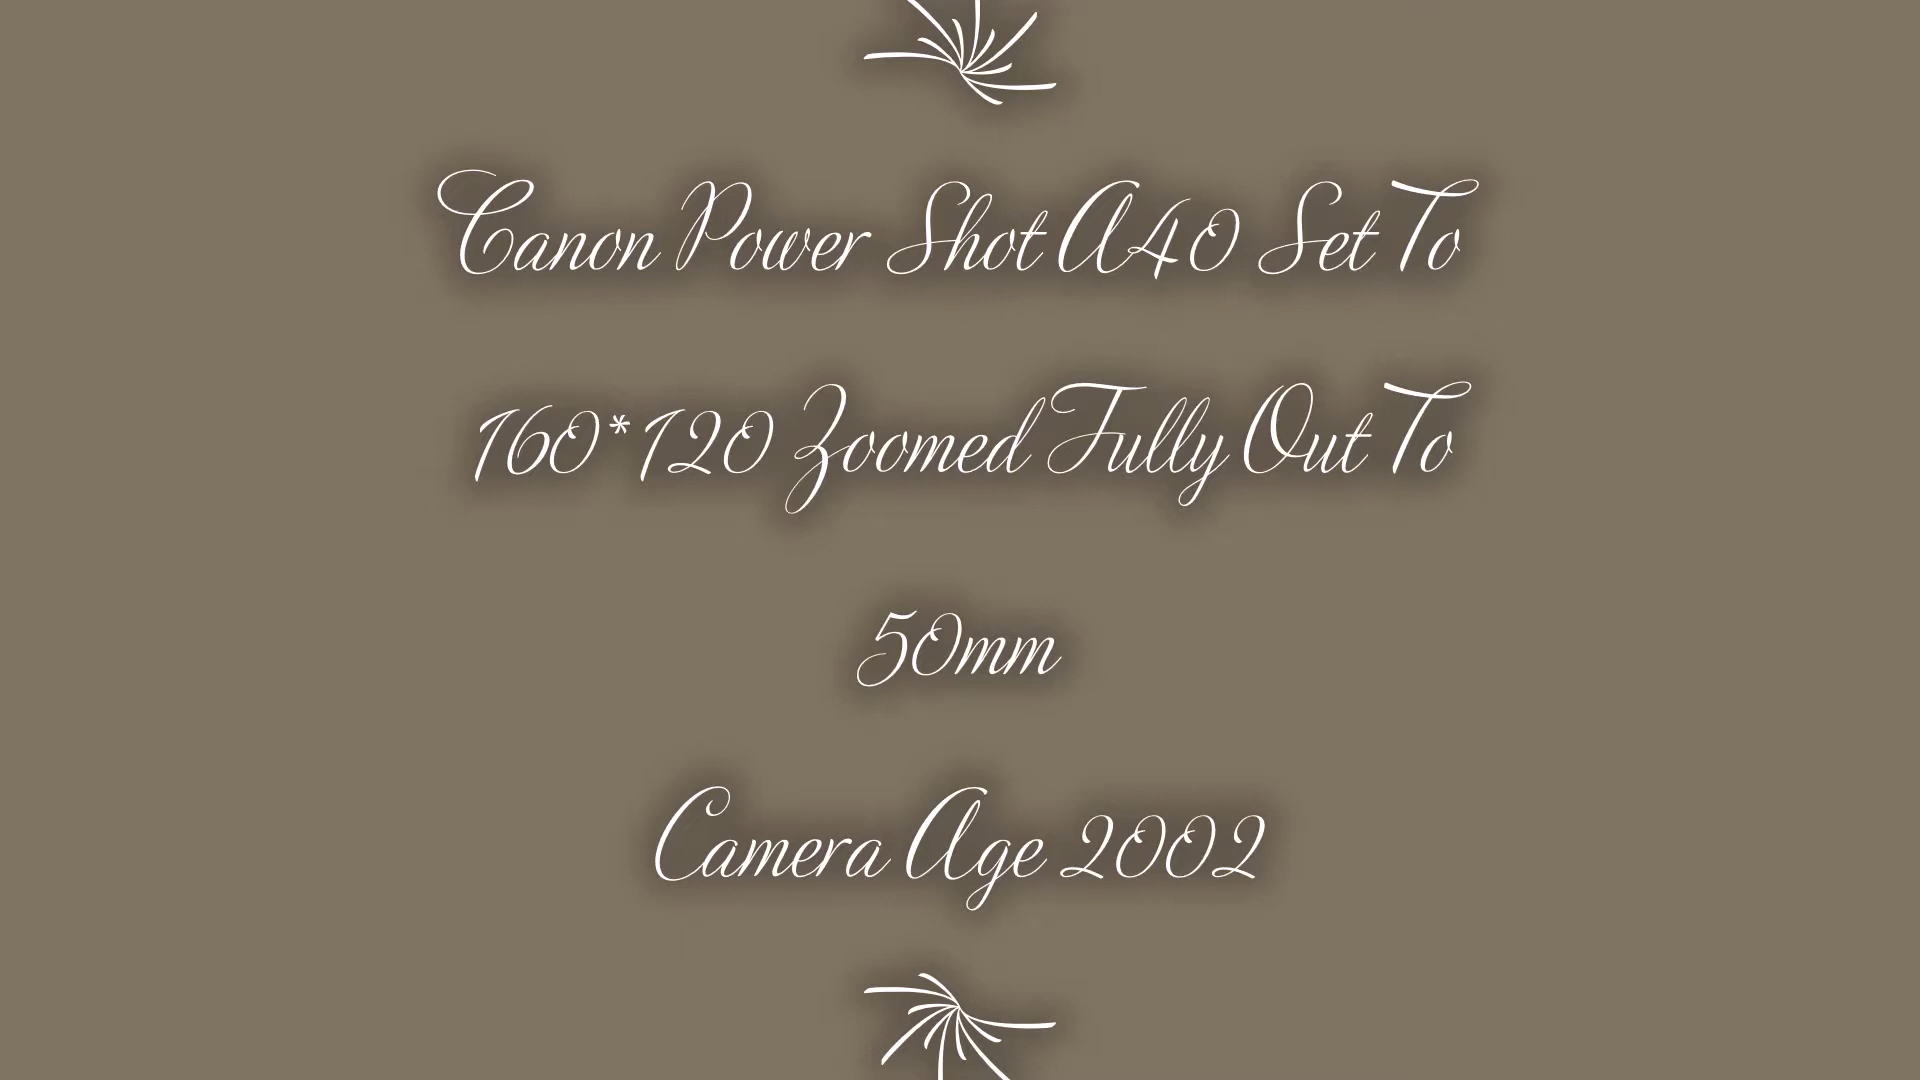 Canon Power Shot A40 Set To
160*120 Zoomed Fully Out To
50mm
Camera Age 2002